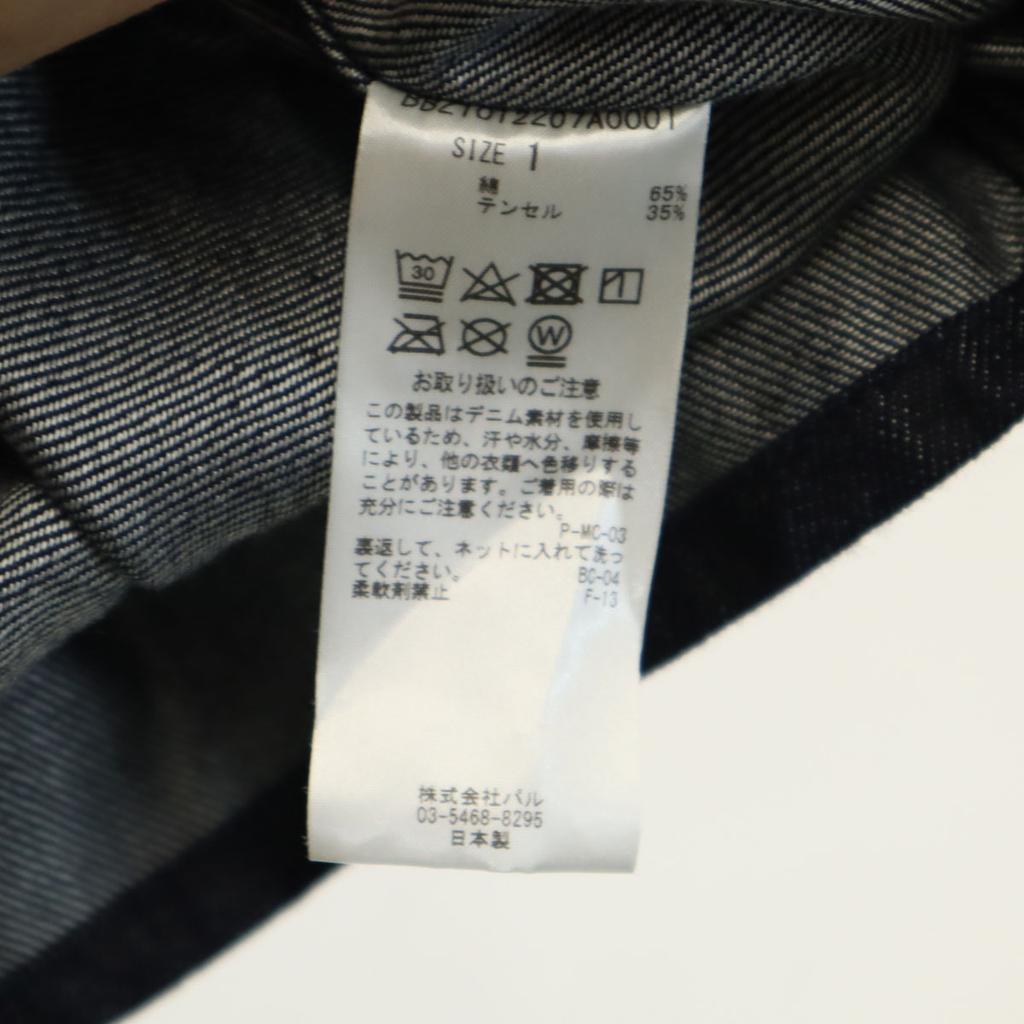 BB21612207A0001
SIZE 1
綿 65%
テンセル 35%
30
W
お取り扱いのご注意
この製品はデニム素材を使用し
ているため、汗や水分、摩擦等
により、他の衣類へ色移りする
ことがあります。ご着用の際は
充分にご注意ください。
P-MC-03
裏返して、ネットに入れて洗っ
てください。 BC-04
柔軟剤禁止 F-13
株式会社パル
03-5468-8295
日本製